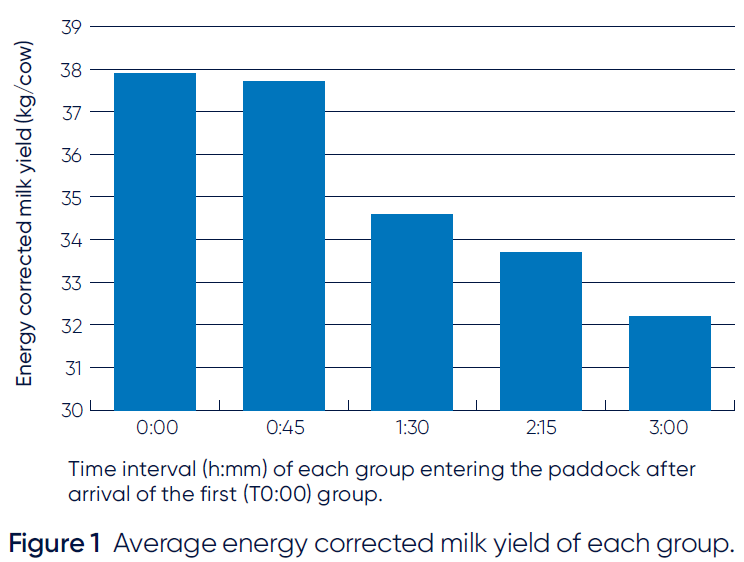 39
38
37
36
35
34
33
32
31
30
Energy corrected milk yield (kg/cow)
0:00 0:45 1:30 2:15 3:00
Time interval (h:mm) of each group entering the paddock after
arrival of the first (T0:00) group.
Figure 1 Average energy corrected milk yield of each group.